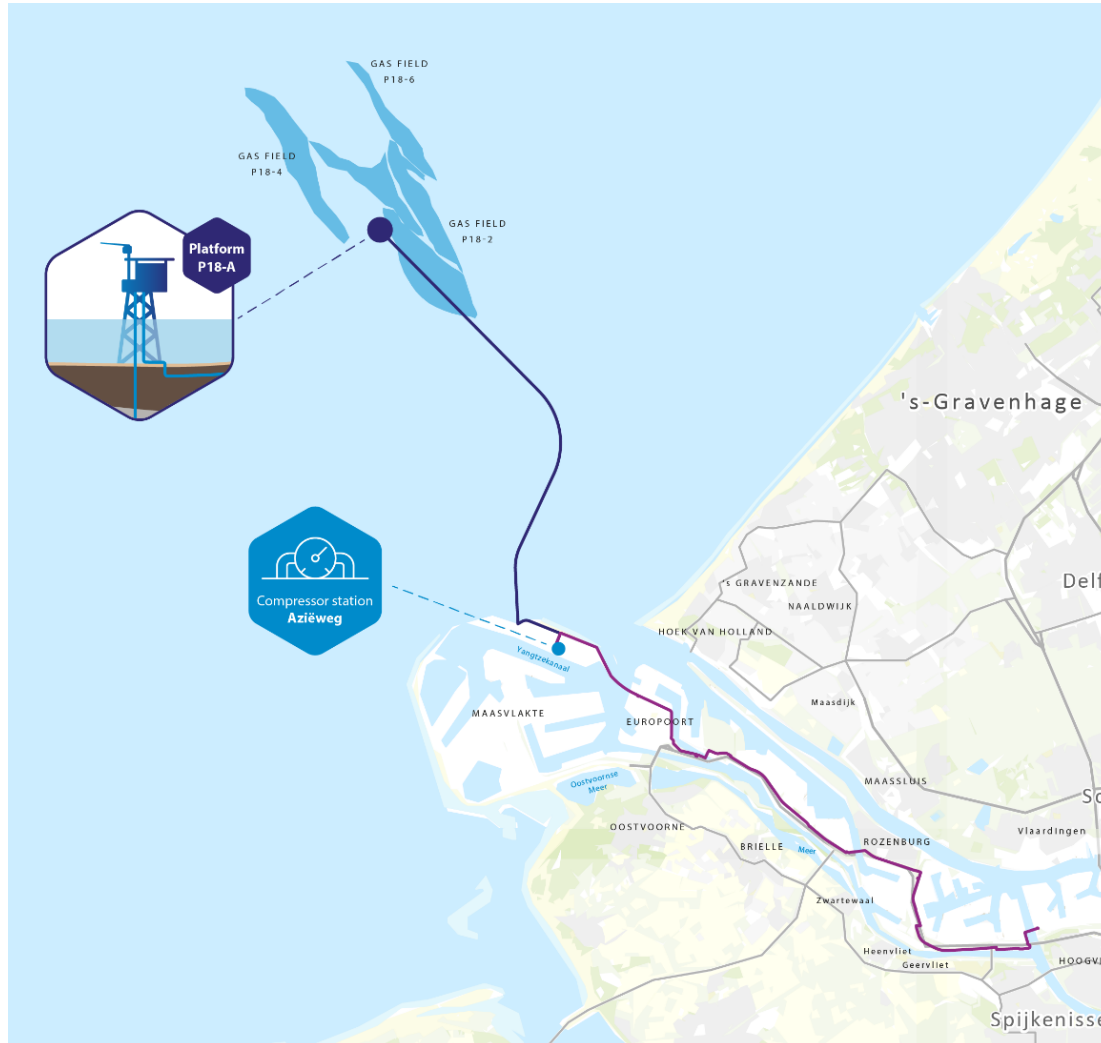 GAS FIELD
P18-6
GAS FIELD
P18-4
GAS FIELD
P18-2
Platform
P18-A
's-Gravenhage
Compressor station
Aziëweg
's GRAVENZANDE
NAALDWIJK
Delf
HOEK VAN HOLLAND
Yangtzekanaal
Maasdijk
MAASVLAKTE
EUROPOORT
MAASSLUIS
Oostvoornse
Meer
Sc
OOSTVOORNE
Vlaardingen
BRIELLE
Meer
ROZENBURG
Zwartewaal
Heenvliet
Geervliet
HOOGV
Spijkenisse